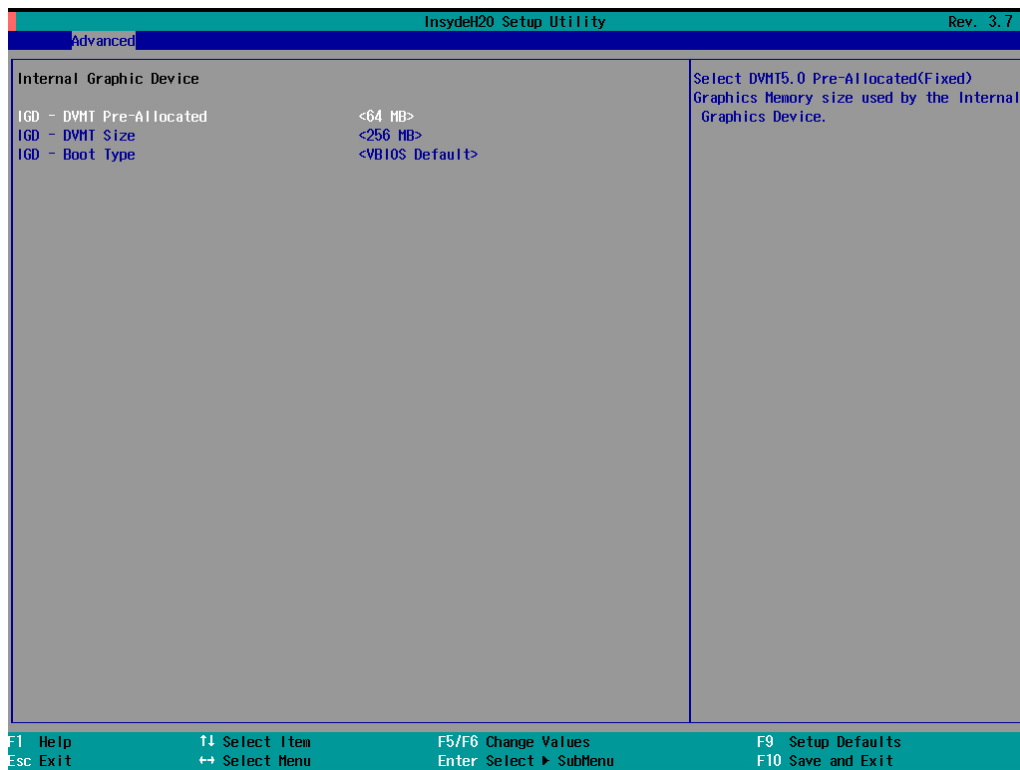 InsydeH2O Setup Utility Rev. 3.7
Advanced
Internal Graphic Device
IGD - DVMT Pre-Allocated <64 MB>
IGD - DVMT Size <256 MB>
IGD - Boot Type <VBIOS Default>
Select DVMT5.0 Pre-Allocated(Fixed)
Graphics Memory size used by the Internal
Graphics Device.
F1 Help ↑↓ Select Item F5/F6 Change Values F9 Setup Defaults
Esc Exit ↔ Select Menu Enter Select ▶ SubMenu F10 Save and Exit